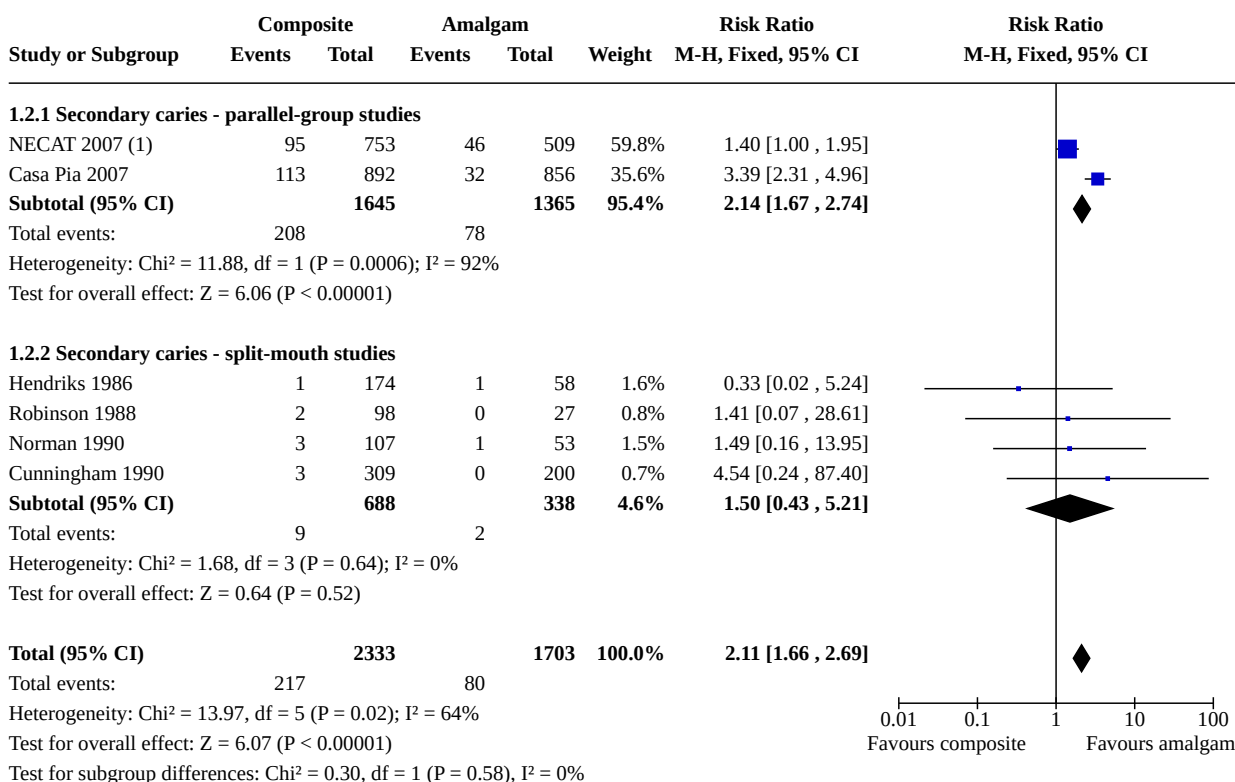 Composite Amalgam Risk Ratio Risk Ratio
Study or Subgroup Events Total Events Total Weight M-H, Fixed, 95% CI M-H, Fixed, 95% CI
1.2.1 Secondary caries - parallel-group studies
NECAT 2007 (1) 95 753 46 509 59.8% 1.40 [1.00 , 1.95]
Casa Pia 2007 113 892 32 856 35.6% 3.39 [2.31 , 4.96]
Subtotal (95% CI) 1645 1365 95.4% 2.14 [1.67 , 2.74]
Total events: 208 78
Heterogeneity: Chi² = 11.88, df = 1 (P = 0.0006); I² = 92%
Test for overall effect: Z = 6.06 (P < 0.00001)
1.2.2 Secondary caries - split-mouth studies
Hendriks 1986 1 174 1 58 1.6% 0.33 [0.02 , 5.24]
Robinson 1988 2 98 0 27 0.8% 1.41 [0.07 , 28.61]
Norman 1990 3 107 1 53 1.5% 1.49 [0.16 , 13.95]
Cunningham 1990 3 309 0 200 0.7% 4.54 [0.24 , 87.40]
Subtotal (95% CI) 688 338 4.6% 1.50 [0.43 , 5.21]
Total events: 9 2
Heterogeneity: Chi² = 1.68, df = 3 (P = 0.64); I² = 0%
Test for overall effect: Z = 0.64 (P = 0.52)
Total (95% CI) 2333 1703 100.0% 2.11 [1.66 , 2.69]
Total events: 217 80
Heterogeneity: Chi² = 13.97, df = 5 (P = 0.02); I² = 64%
0.01 0.1 1 10 100
Test for overall effect: Z = 6.07 (P < 0.00001) Favours composite Favours amalgam
Test for subgroup differences: Chi² = 0.30, df = 1 (P = 0.58), I² = 0%